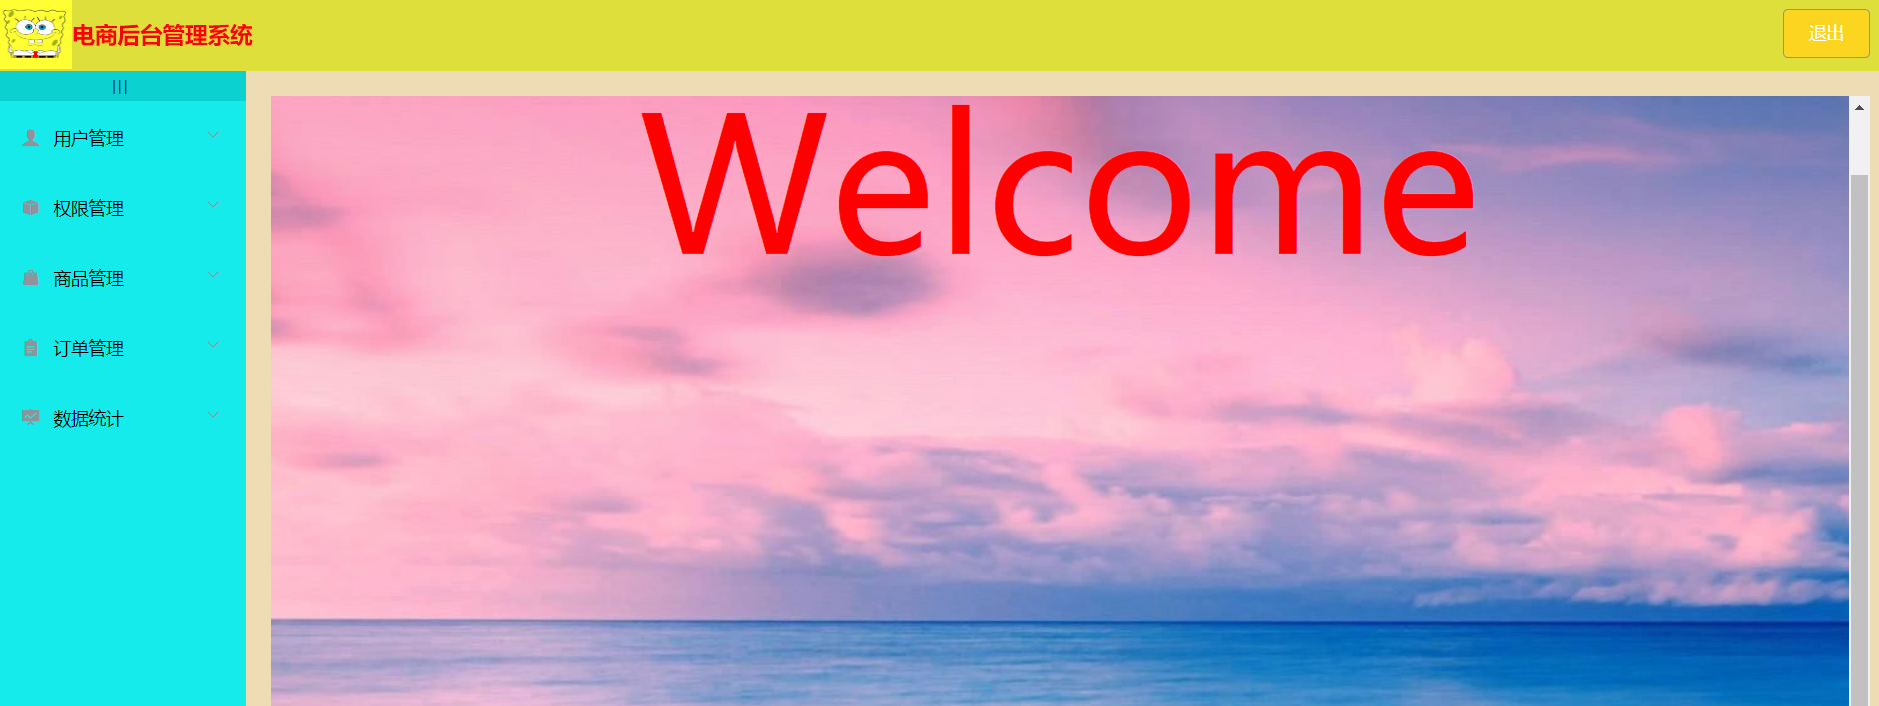 电商后台管理系统
退出
|||
用户管理
权限管理
商品管理
订单管理
数据统计
Welcome